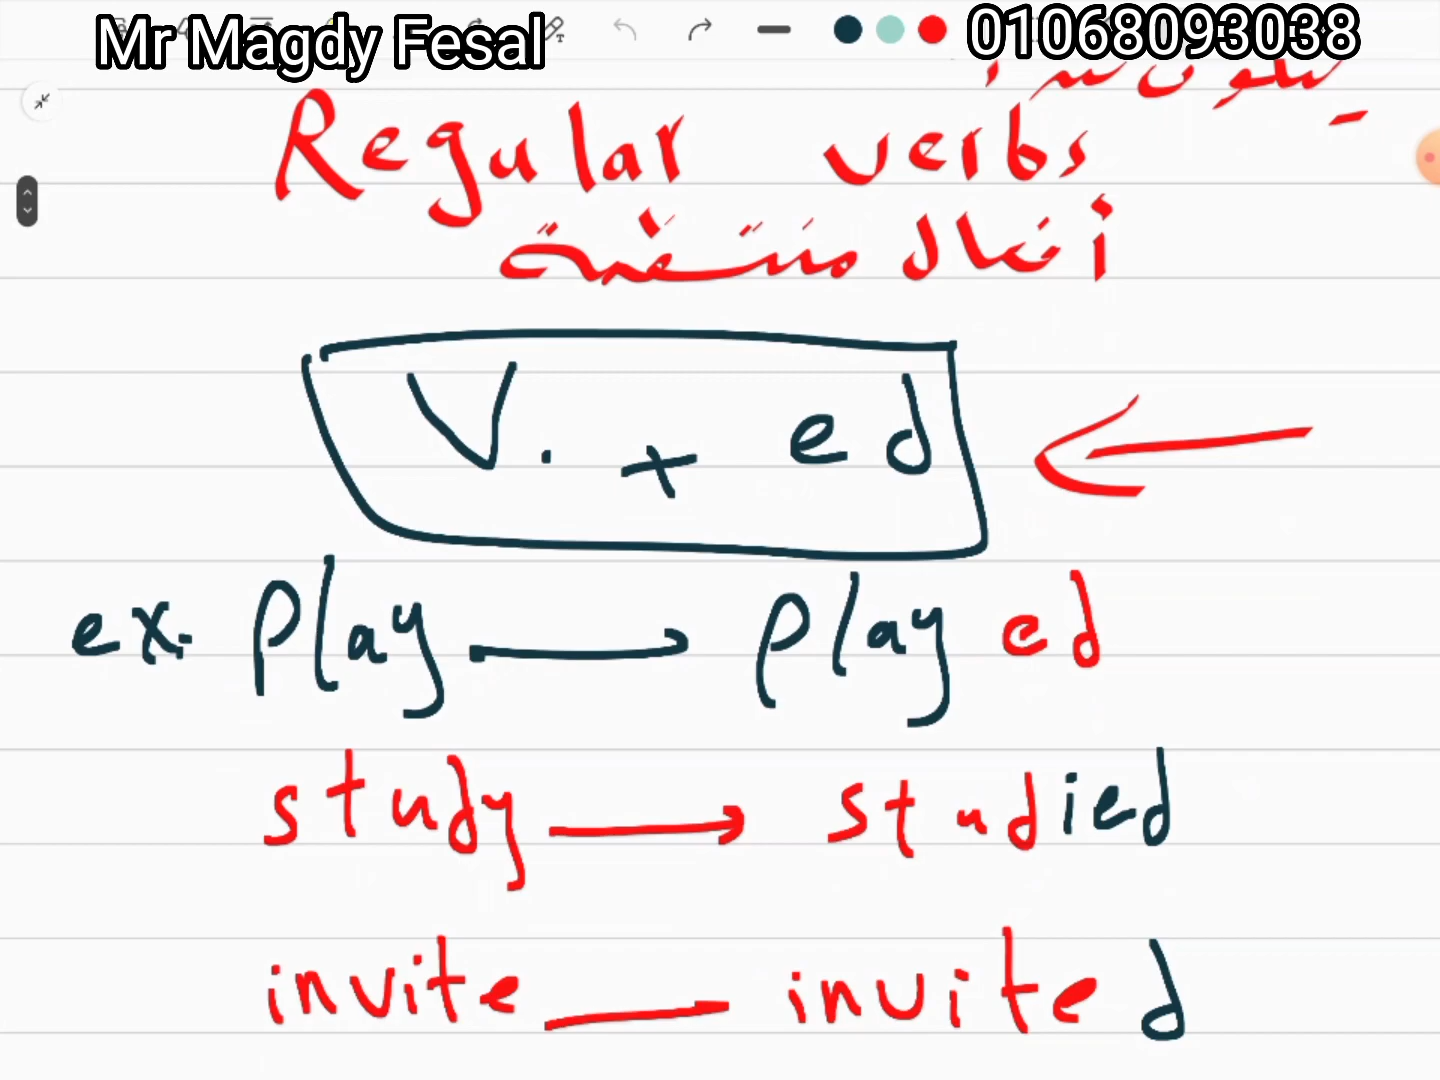 Mr Magdy Fesal 01068093038
Regular verbs
أفعال منتظمة
V. + ed
ex. play → played
study → studied
invite — invited